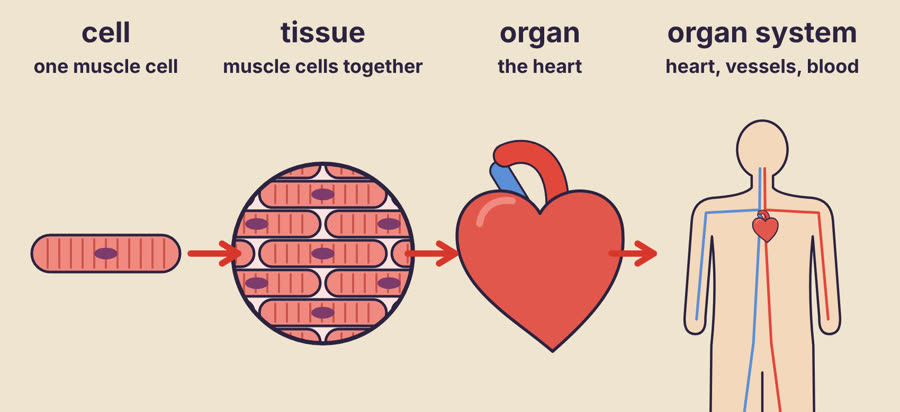 cell
one muscle cell
tissue
muscle cells together
organ
the heart
organ system
heart, vessels, blood